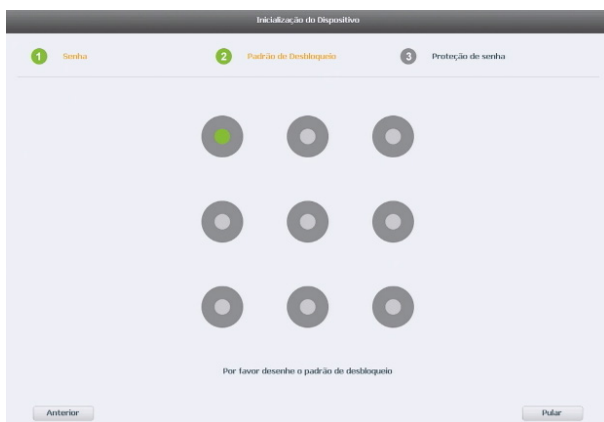 Inicialização do Dispositivo
1 Senha 2 Padrão de Desbloqueio 3 Proteção de senha
Por favor desenhe o padrão de desbloqueio
Anterior Pular